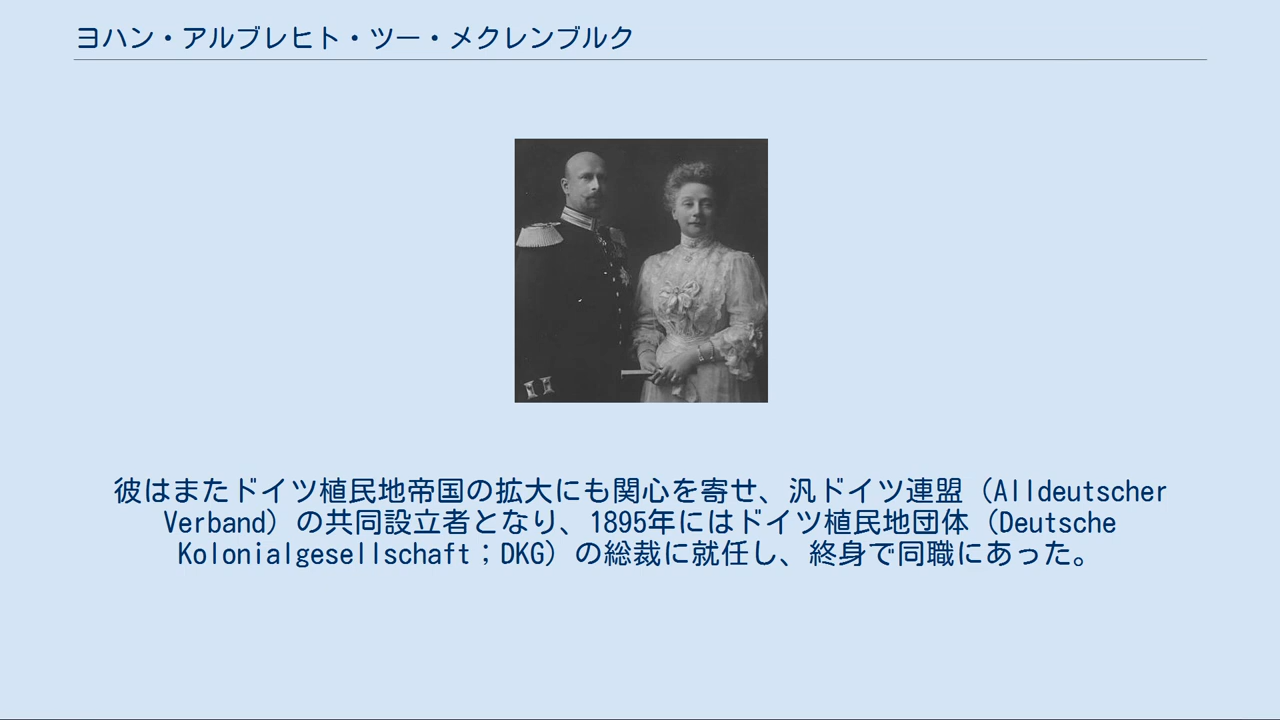 ヨハン・アルブレヒト・ツー・メクレンブルク
彼はまたドイツ植民地帝国の拡大にも関心を寄せ、汎ドイツ連盟（Alldeutscher
Verband）の共同設立者となり、1895年にはドイツ植民地団体（Deutsche
Kolonialgesellschaft；DKG）の総裁に就任し、終身で同職にあった。